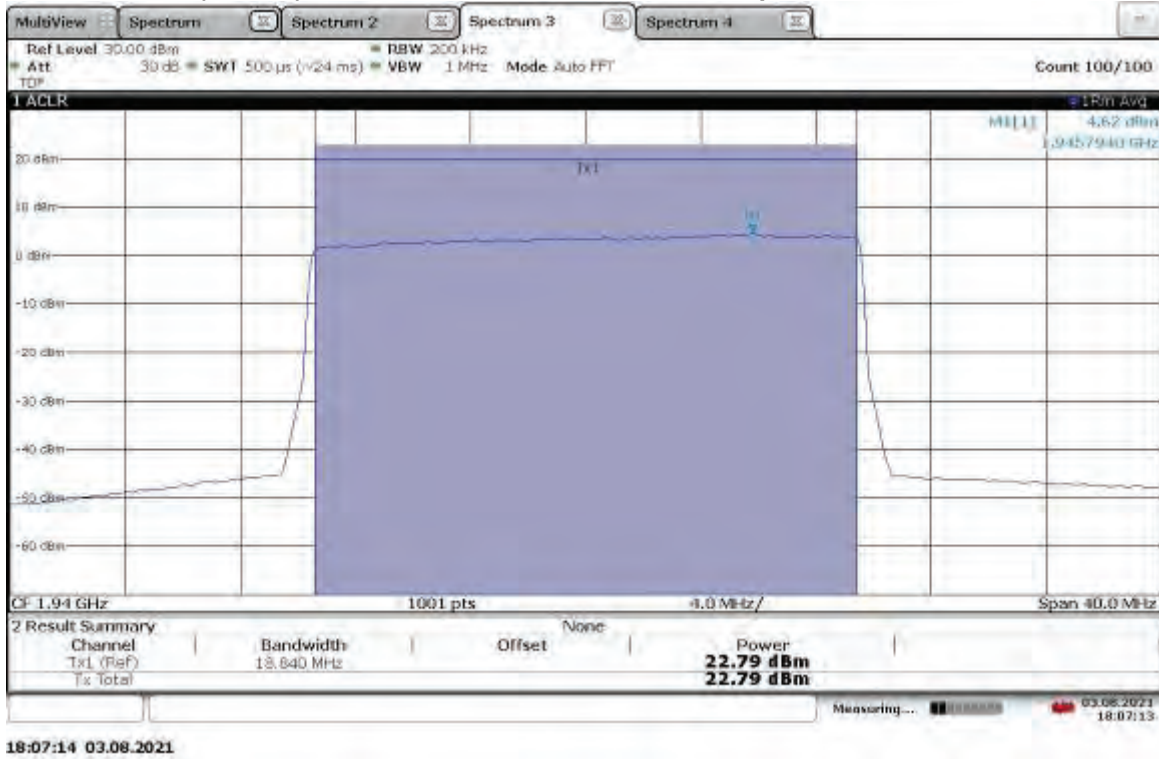 MultiView Spectrum Spectrum 2 Spectrum 3 Spectrum 4
Ref Level 30.00 dBm RBW 200 kHz
Att 30 dB SWT 500 µs (~24 ms) VBW 1 MHz Mode Auto FFT Count 100/100
TDF
1 ACLR 1Rm Avg
M1[1] 4.62 dBm
1.9457940 GHz
20 dBm
Tx1
10 dBm
M1
0 dBm
-10 dBm
-20 dBm
-30 dBm
-40 dBm
-50 dBm
-60 dBm
CF 1.94 GHz 1001 pts 4.0 MHz/ Span 40.0 MHz
2 Result Summary None
Channel Bandwidth Offset Power
Tx1 (Ref) 18.840 MHz 22.79 dBm
Tx Total 22.79 dBm
Measuring... 03.08.2021
18:07:13
18:07:14 03.08.2021